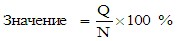 Значение = Q/N × 100 %